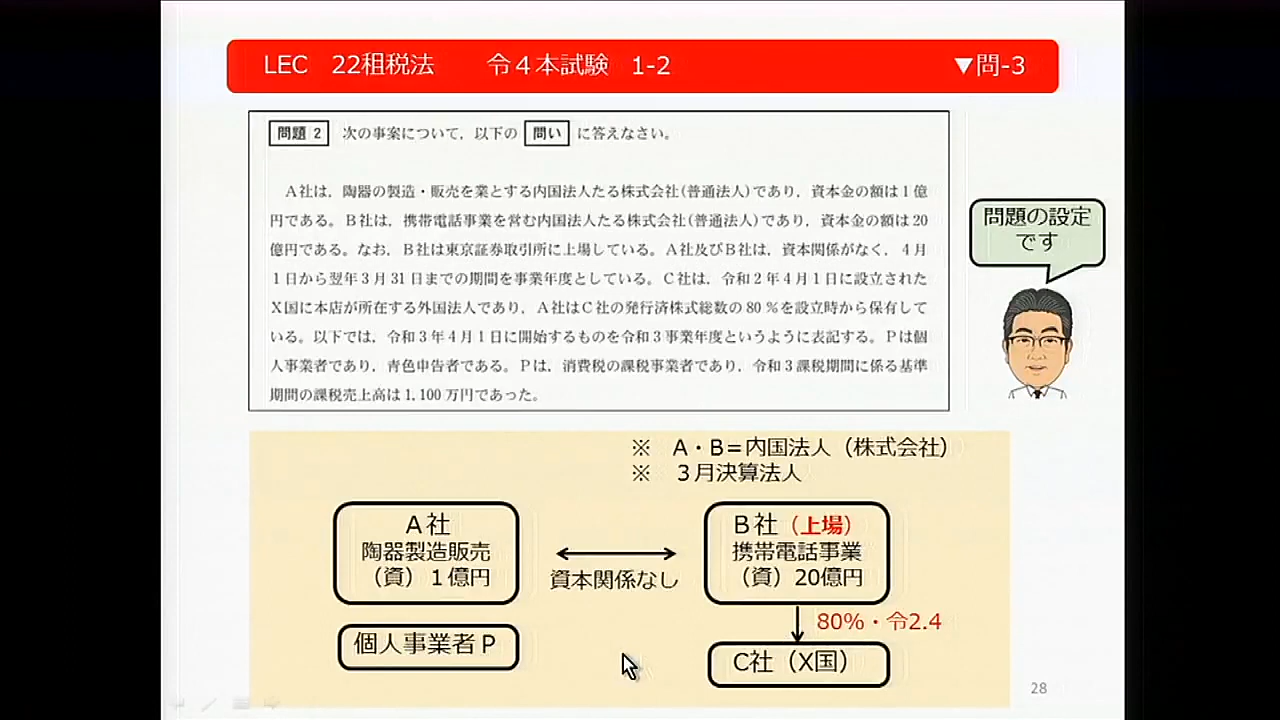 LEC 22租税法 令４本試験 1-2 ▼問-3
問題 2 次の事案について，以下の 問い に答えなさい。
Ａ社は，陶器の製造・販売を業とする内国法人たる株式会社(普通法人)であり，資本金の額は１億
円である。Ｂ社は，携帯電話事業を営む内国法人たる株式会社(普通法人)であり，資本金の額は 20
億円である。なお，Ｂ社は東京証券取引所に上場している。Ａ社及びＢ社は，資本関係がなく，４月
１日から翌年３月 31 日までの期間を事業年度としている。Ｃ社は，令和２年４月１日に設立された
Ｘ国に本店が所在する外国法人であり，Ａ社はＣ社の発行済株式総数の 80 ％を設立時から保有して
いる。以下では，令和３年４月１日に開始するものを令和３事業年度というように表記する。Ｐは個
人事業者であり，青色申告者である。Ｐは，消費税の課税事業者であり，令和３課税期間に係る基準
期間の課税売上高は 1,100 万円であった。
問題の設定
です
※ Ａ・Ｂ＝内国法人（株式会社）
※ ３月決算法人
Ａ社
陶器製造販売
（資）１億円
資本関係なし
Ｂ社（上場）
携帯電話事業
（資）20億円
80%・令2.4
個人事業者Ｐ
C社（X国）
28